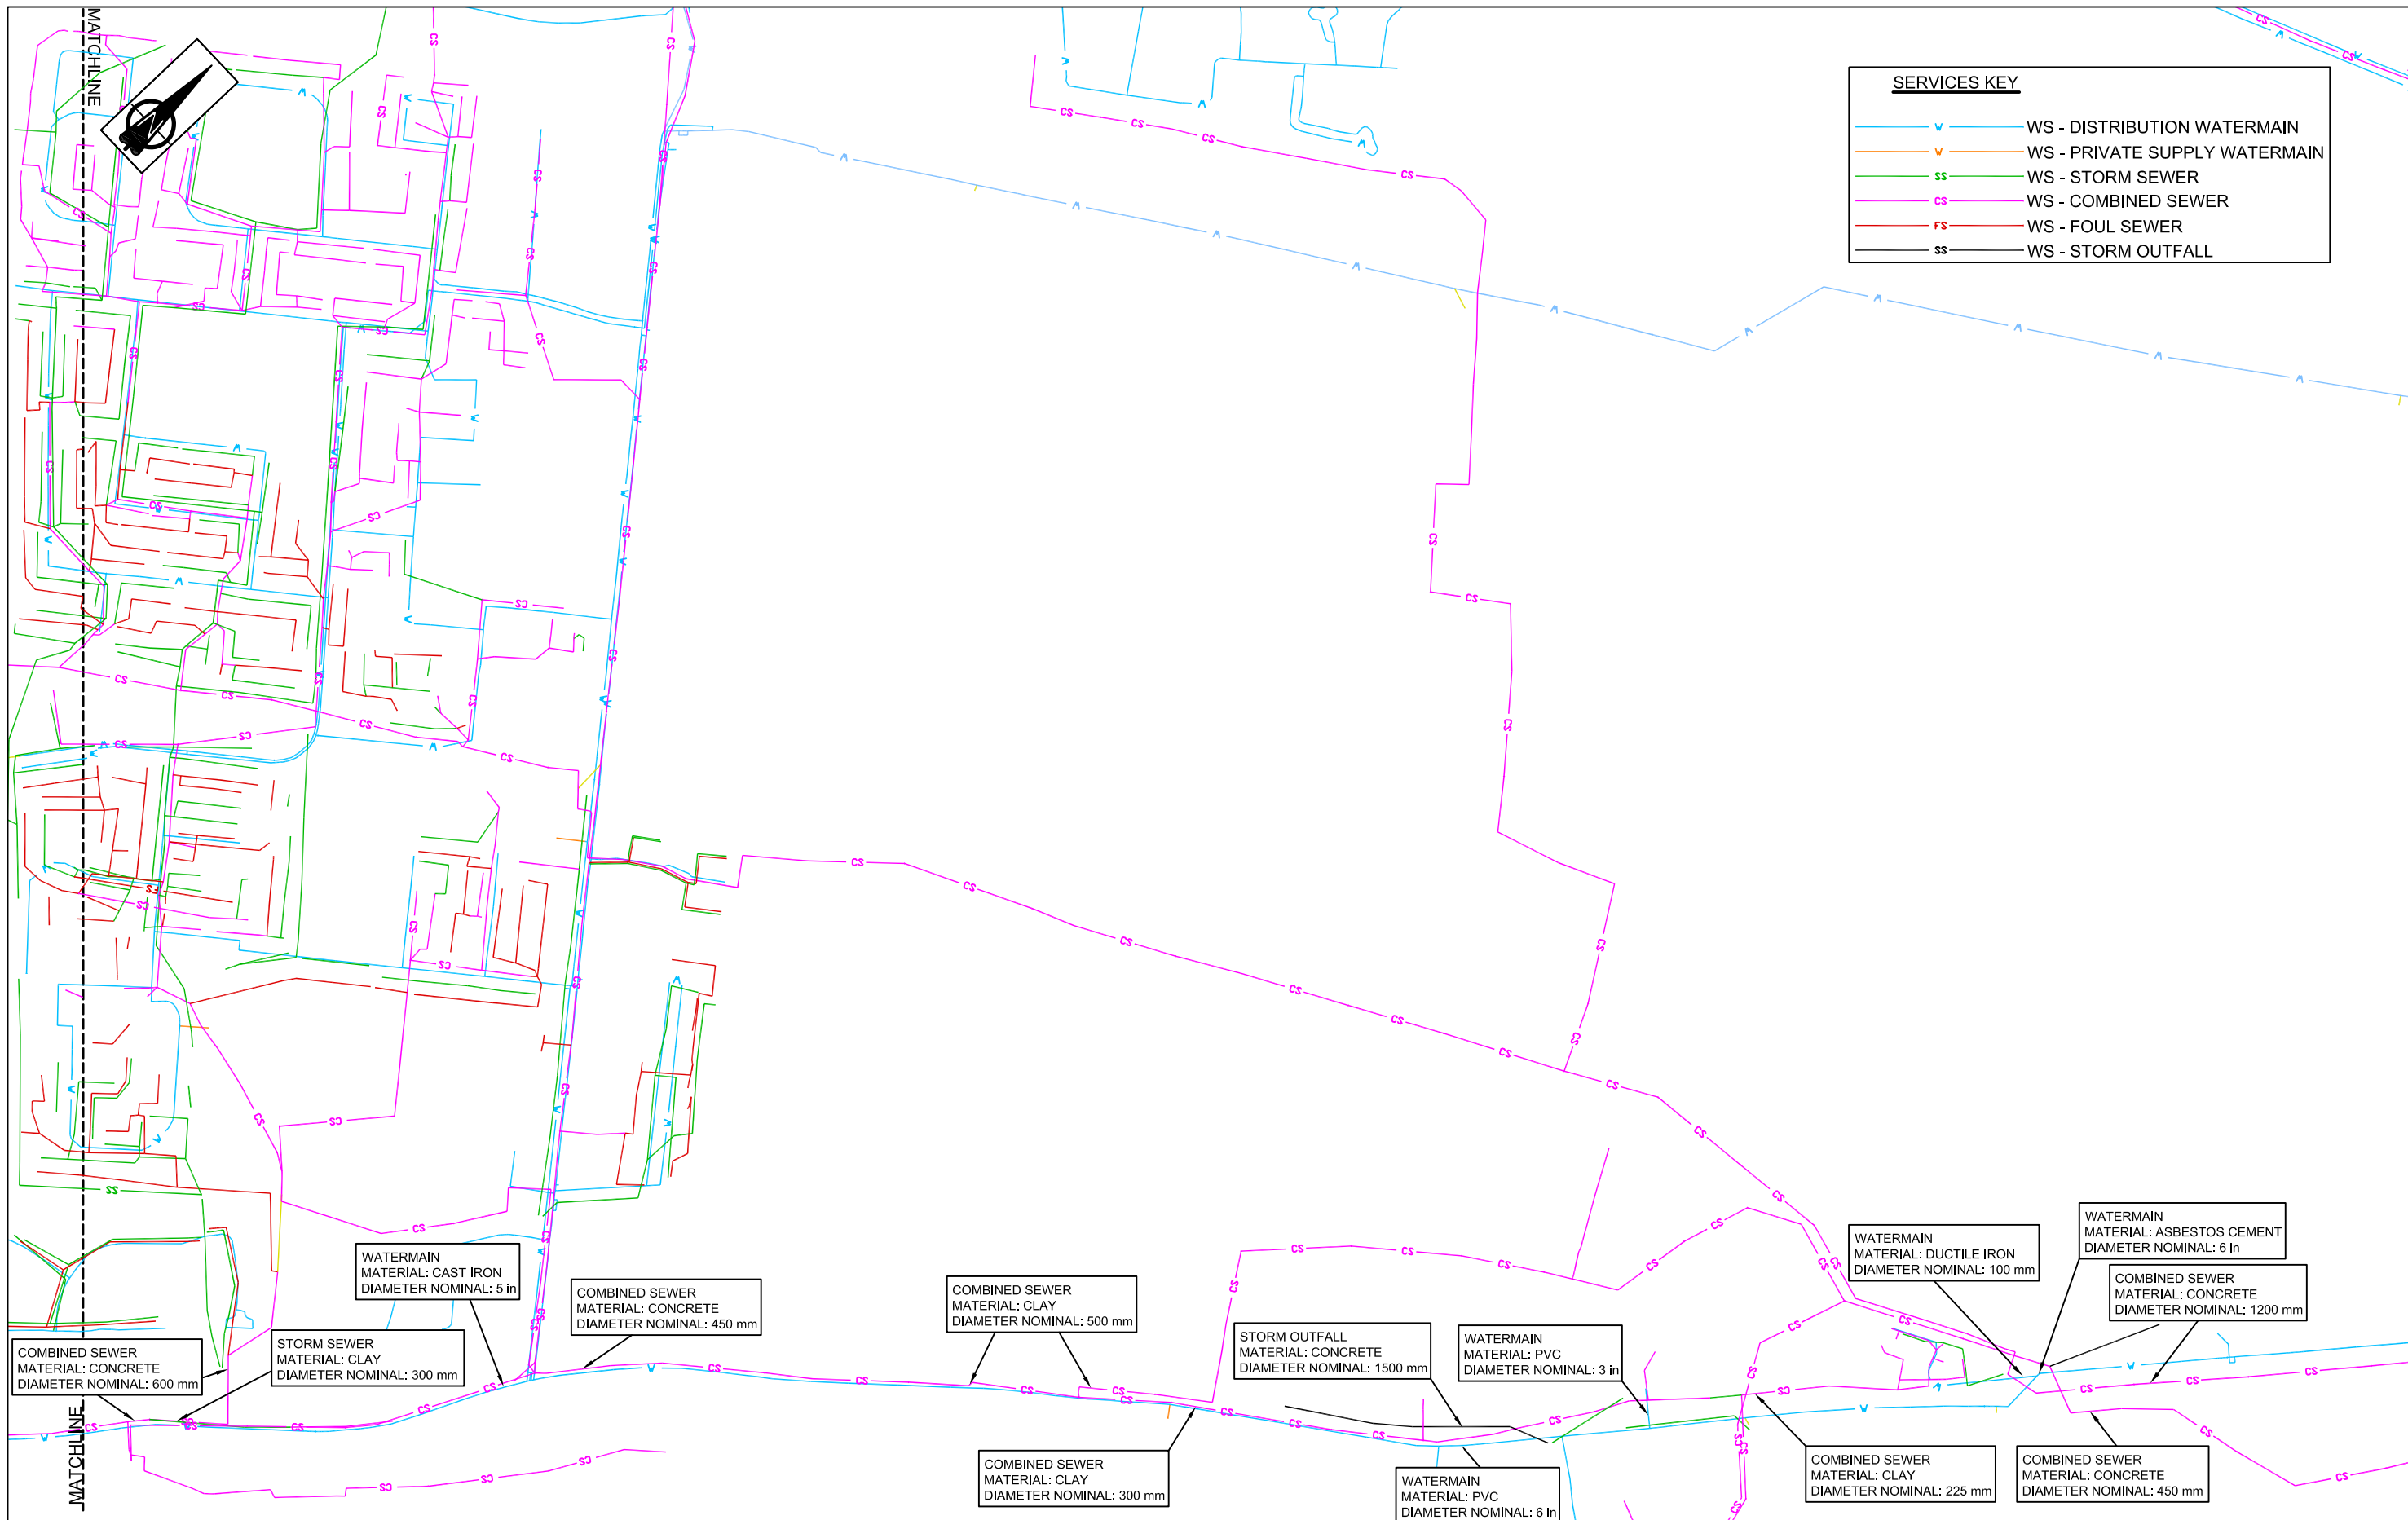 MATCHLINE
N
SERVICES KEY
W WS - DISTRIBUTION WATERMAIN
W WS - PRIVATE SUPPLY WATERMAIN
SS WS - STORM SEWER
CS WS - COMBINED SEWER
FS WS - FOUL SEWER
SS WS - STORM OUTFALL
WATERMAIN
MATERIAL: CAST IRON
DIAMETER NOMINAL: 5 in
COMBINED SEWER
MATERIAL: CONCRETE
DIAMETER NOMINAL: 450 mm
COMBINED SEWER
MATERIAL: CLAY
DIAMETER NOMINAL: 500 mm
STORM OUTFALL
MATERIAL: CONCRETE
DIAMETER NOMINAL: 1500 mm
WATERMAIN
MATERIAL: PVC
DIAMETER NOMINAL: 3 in
WATERMAIN
MATERIAL: DUCTILE IRON
DIAMETER NOMINAL: 100 mm
WATERMAIN
MATERIAL: ASBESTOS CEMENT
DIAMETER NOMINAL: 6 in
COMBINED SEWER
MATERIAL: CONCRETE
DIAMETER NOMINAL: 1200 mm
COMBINED SEWER
MATERIAL: CONCRETE
DIAMETER NOMINAL: 600 mm
STORM SEWER
MATERIAL: CLAY
DIAMETER NOMINAL: 300 mm
COMBINED SEWER
MATERIAL: CLAY
DIAMETER NOMINAL: 300 mm
WATERMAIN
MATERIAL: PVC
DIAMETER NOMINAL: 6 in
COMBINED SEWER
MATERIAL: CLAY
DIAMETER NOMINAL: 225 mm
COMBINED SEWER
MATERIAL: CONCRETE
DIAMETER NOMINAL: 450 mm
MATCHLINE